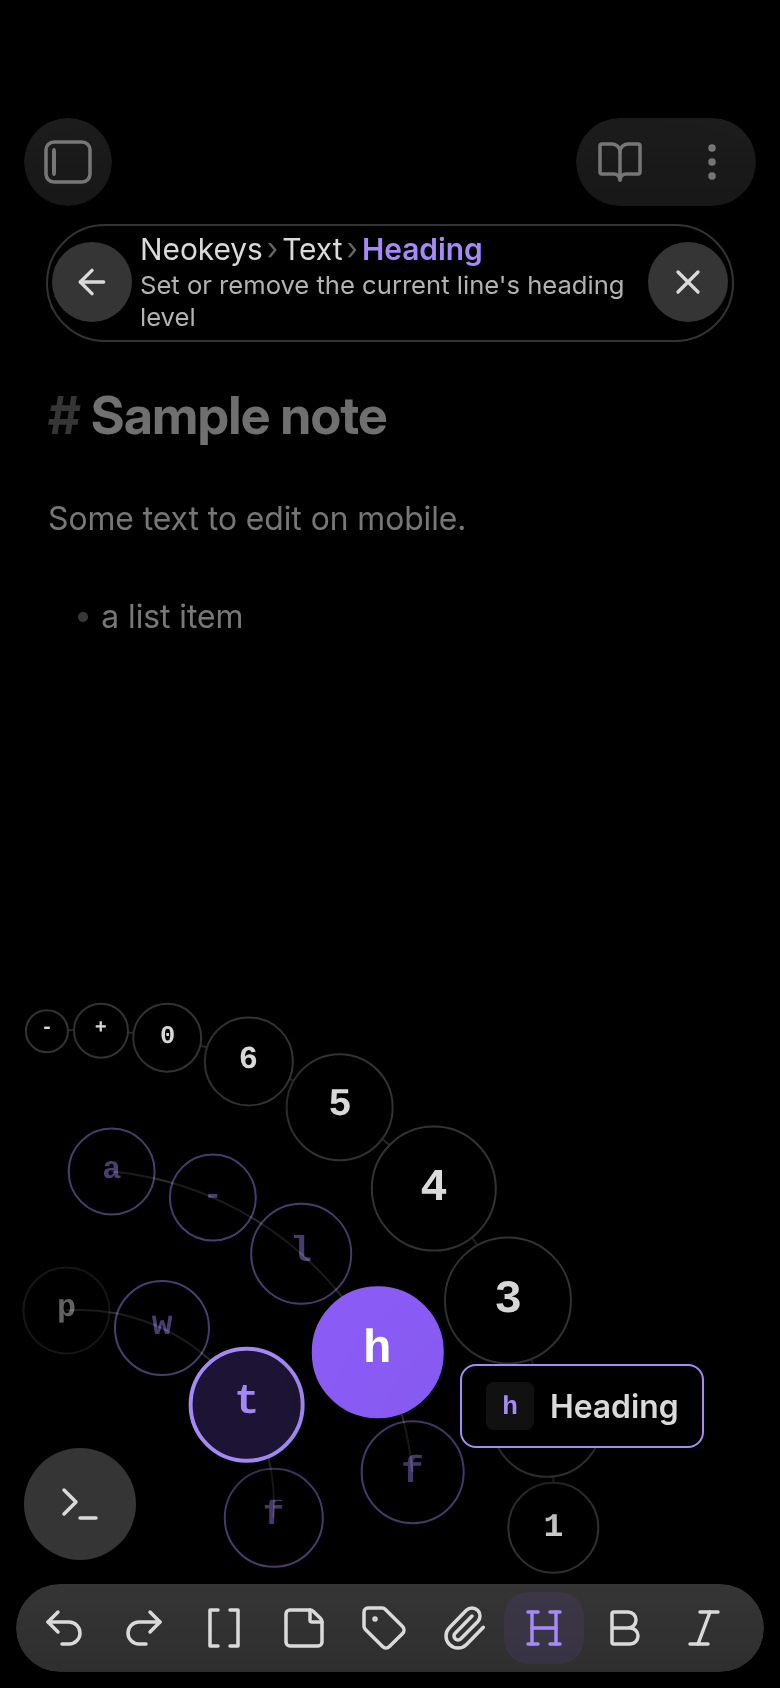 Neokeys › Text › Heading
Set or remove the current line's heading
level
# Sample note
Some text to edit on mobile.
• a list item
- + 0 6 5 4 3
a - l h
p w t
h Heading
f f 1